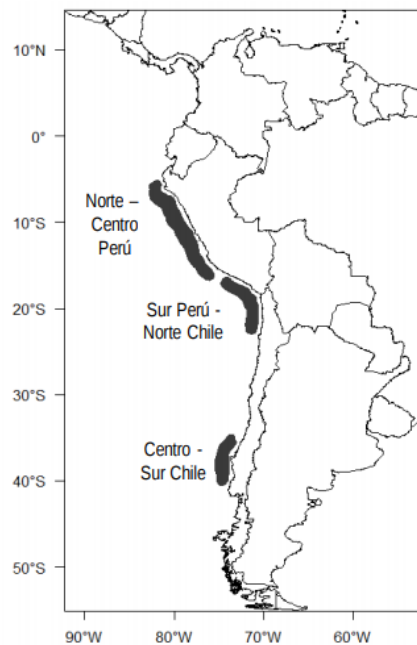 10°N
0°
Norte –
Centro
Perú
10°S
20°S
Sur Perú -
Norte Chile
30°S
Centro -
Sur Chile
40°S
50°S
90°W 80°W 70°W 60°W